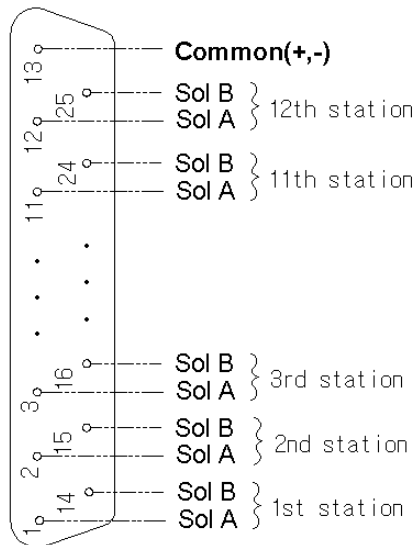 13 Common(+,-)
25 Sol B
12 Sol A
12th station
24 Sol B
11 Sol A
11th station
16 Sol B
3 Sol A
3rd station
15 Sol B
2 Sol A
2nd station
14 Sol B
1 Sol A
1st station